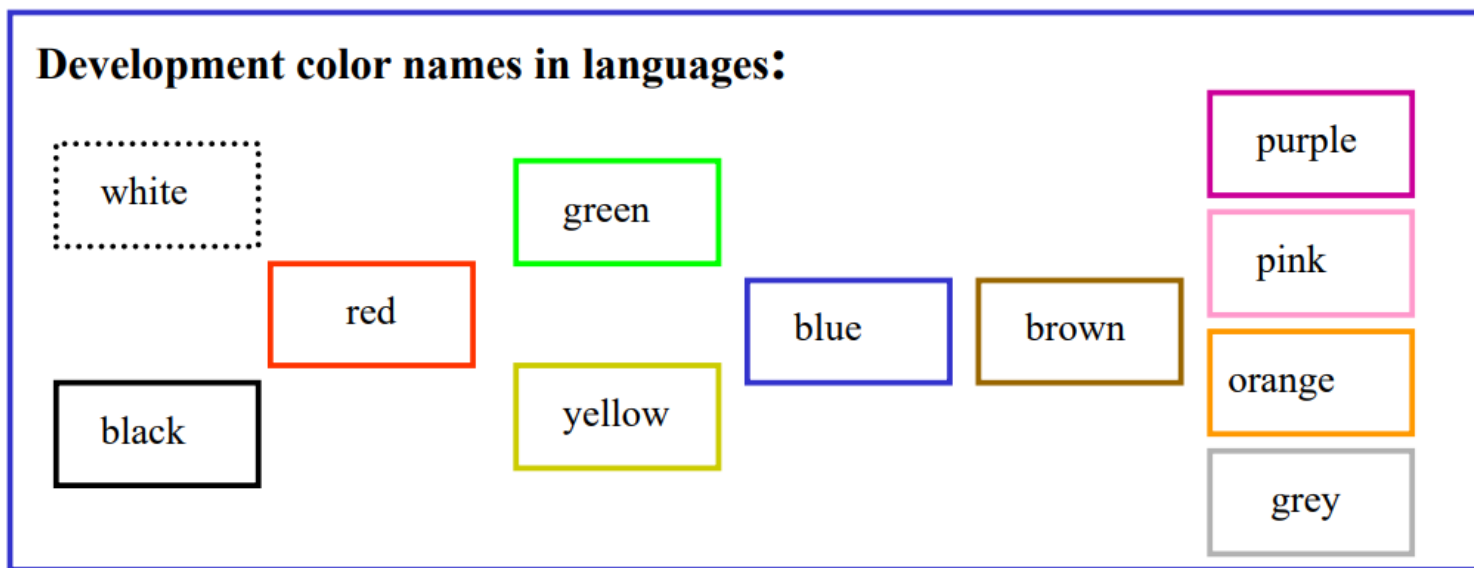 Development color names in languages:
white
black
red
green
yellow
blue
brown
purple
pink
orange
grey